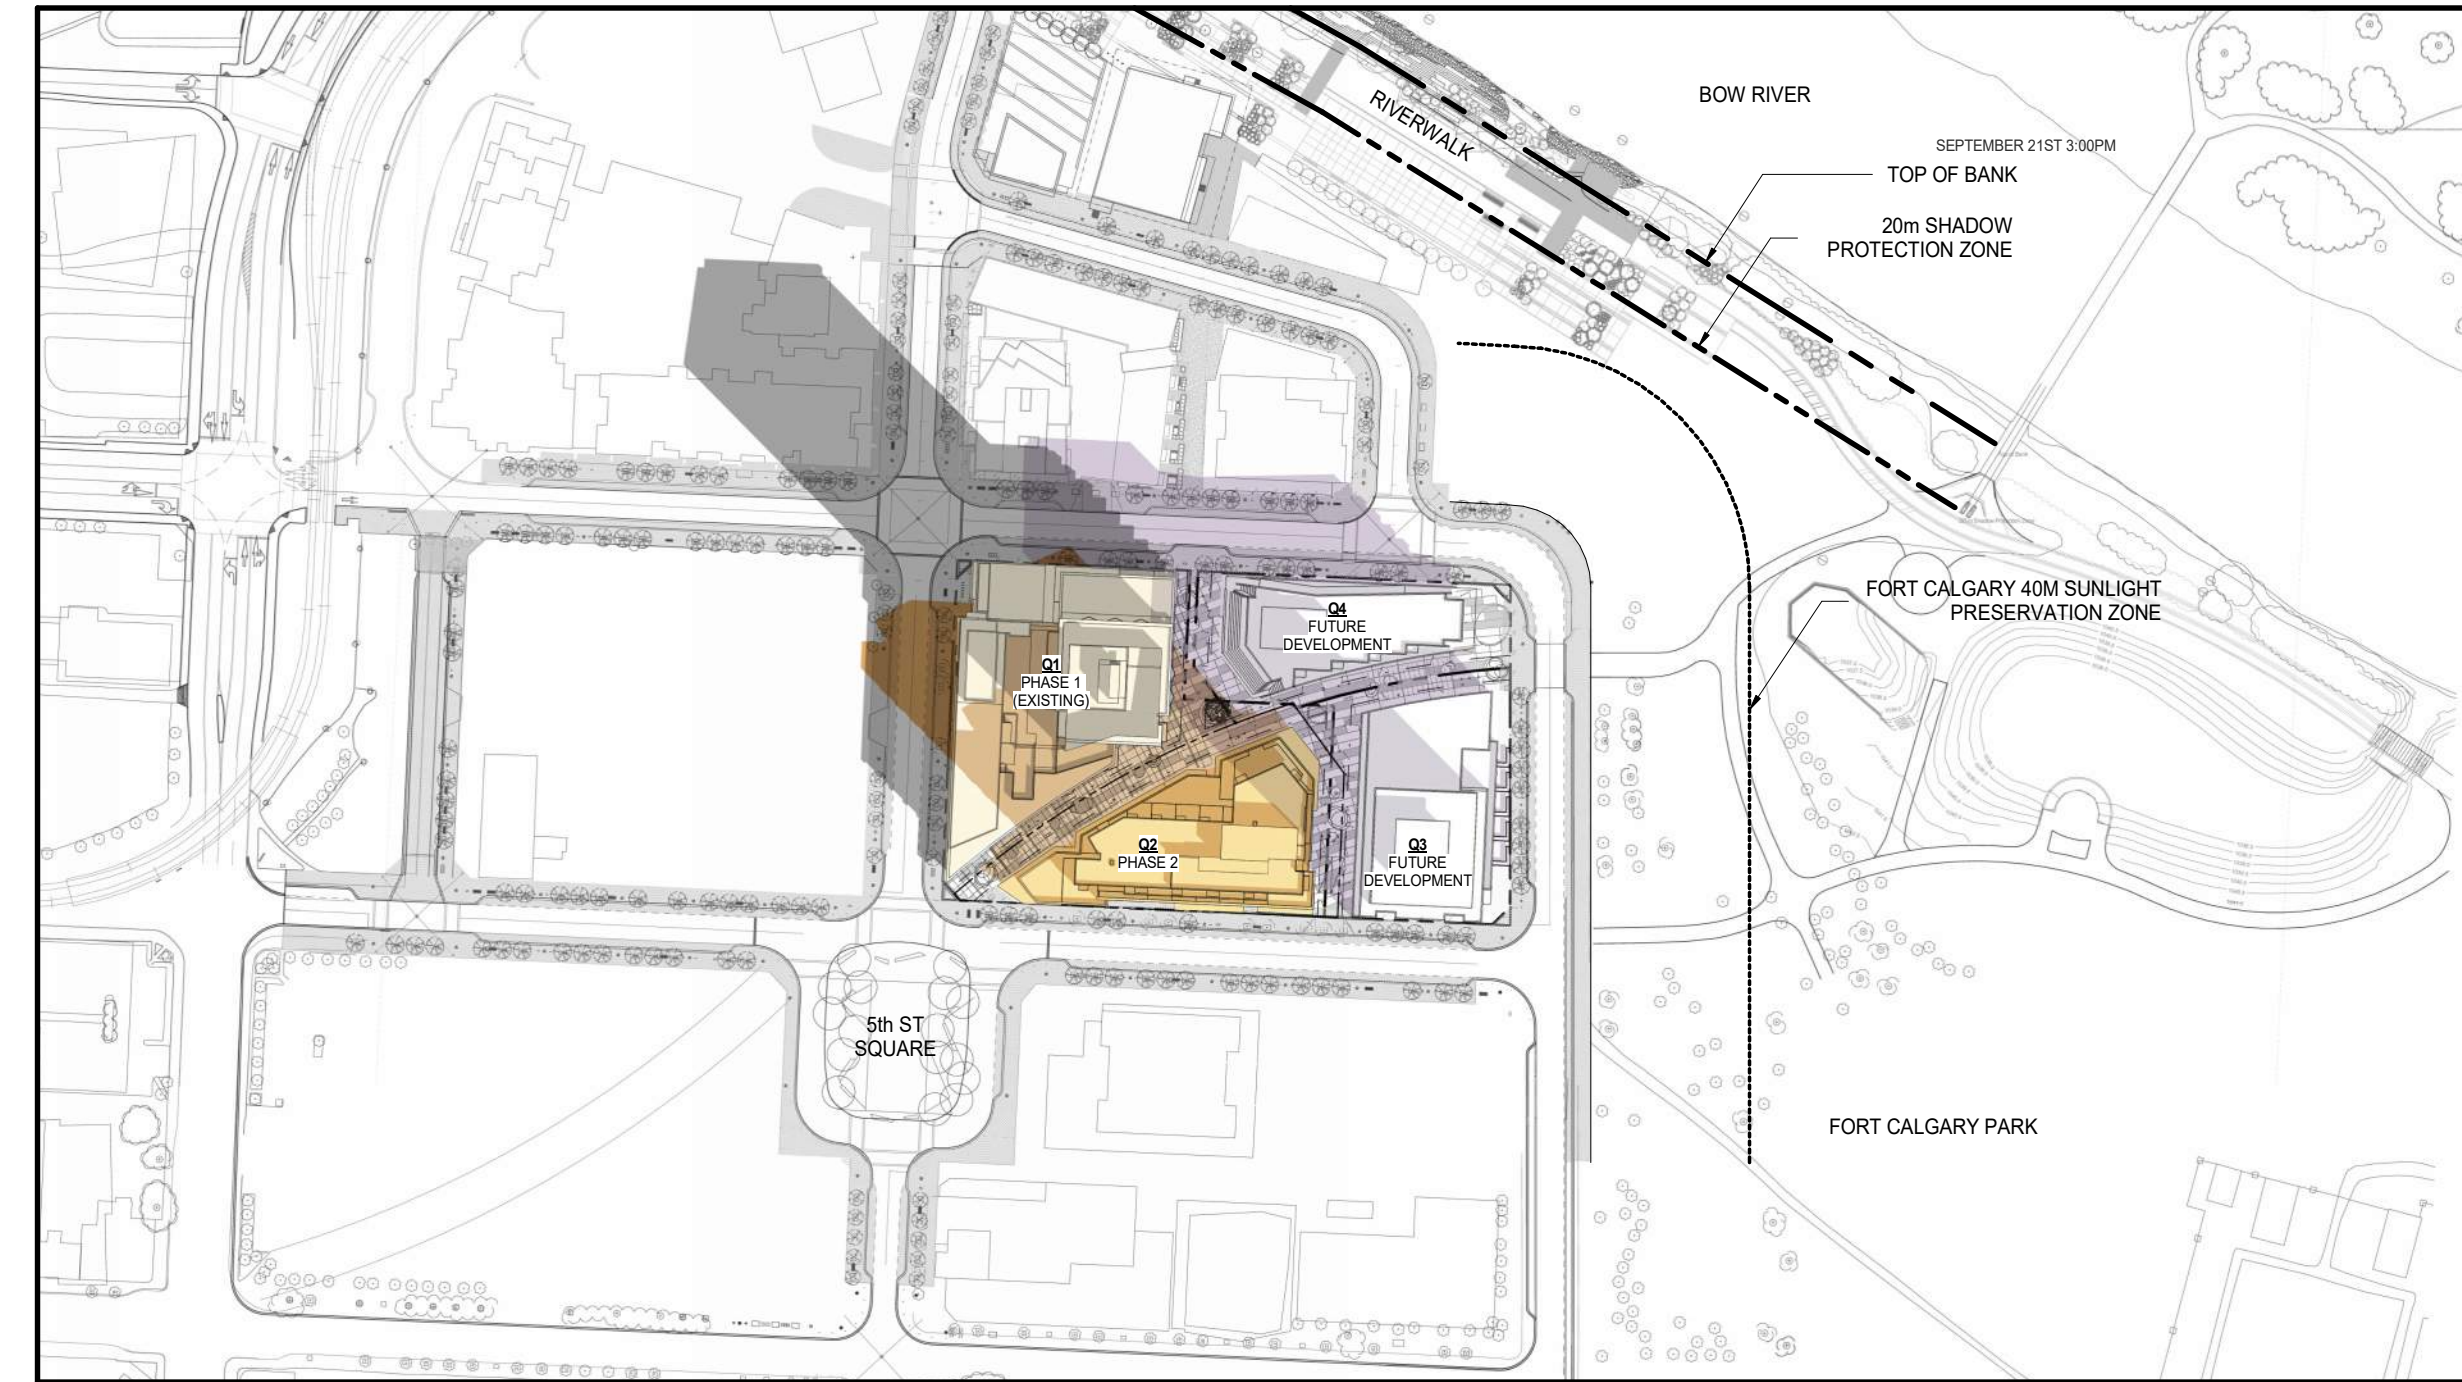 BOW RIVER
RIVERWALK
SEPTEMBER 21ST 3:00PM
TOP OF BANK
20m SHADOW
PROTECTION ZONE
FORT CALGARY 40M SUNLIGHT
PRESERVATION ZONE
Q4
FUTURE
DEVELOPMENT
Q1
PHASE 1
(EXISTING)
Q2
PHASE 2
Q3
FUTURE
DEVELOPMENT
5th ST
SQUARE
FORT CALGARY PARK